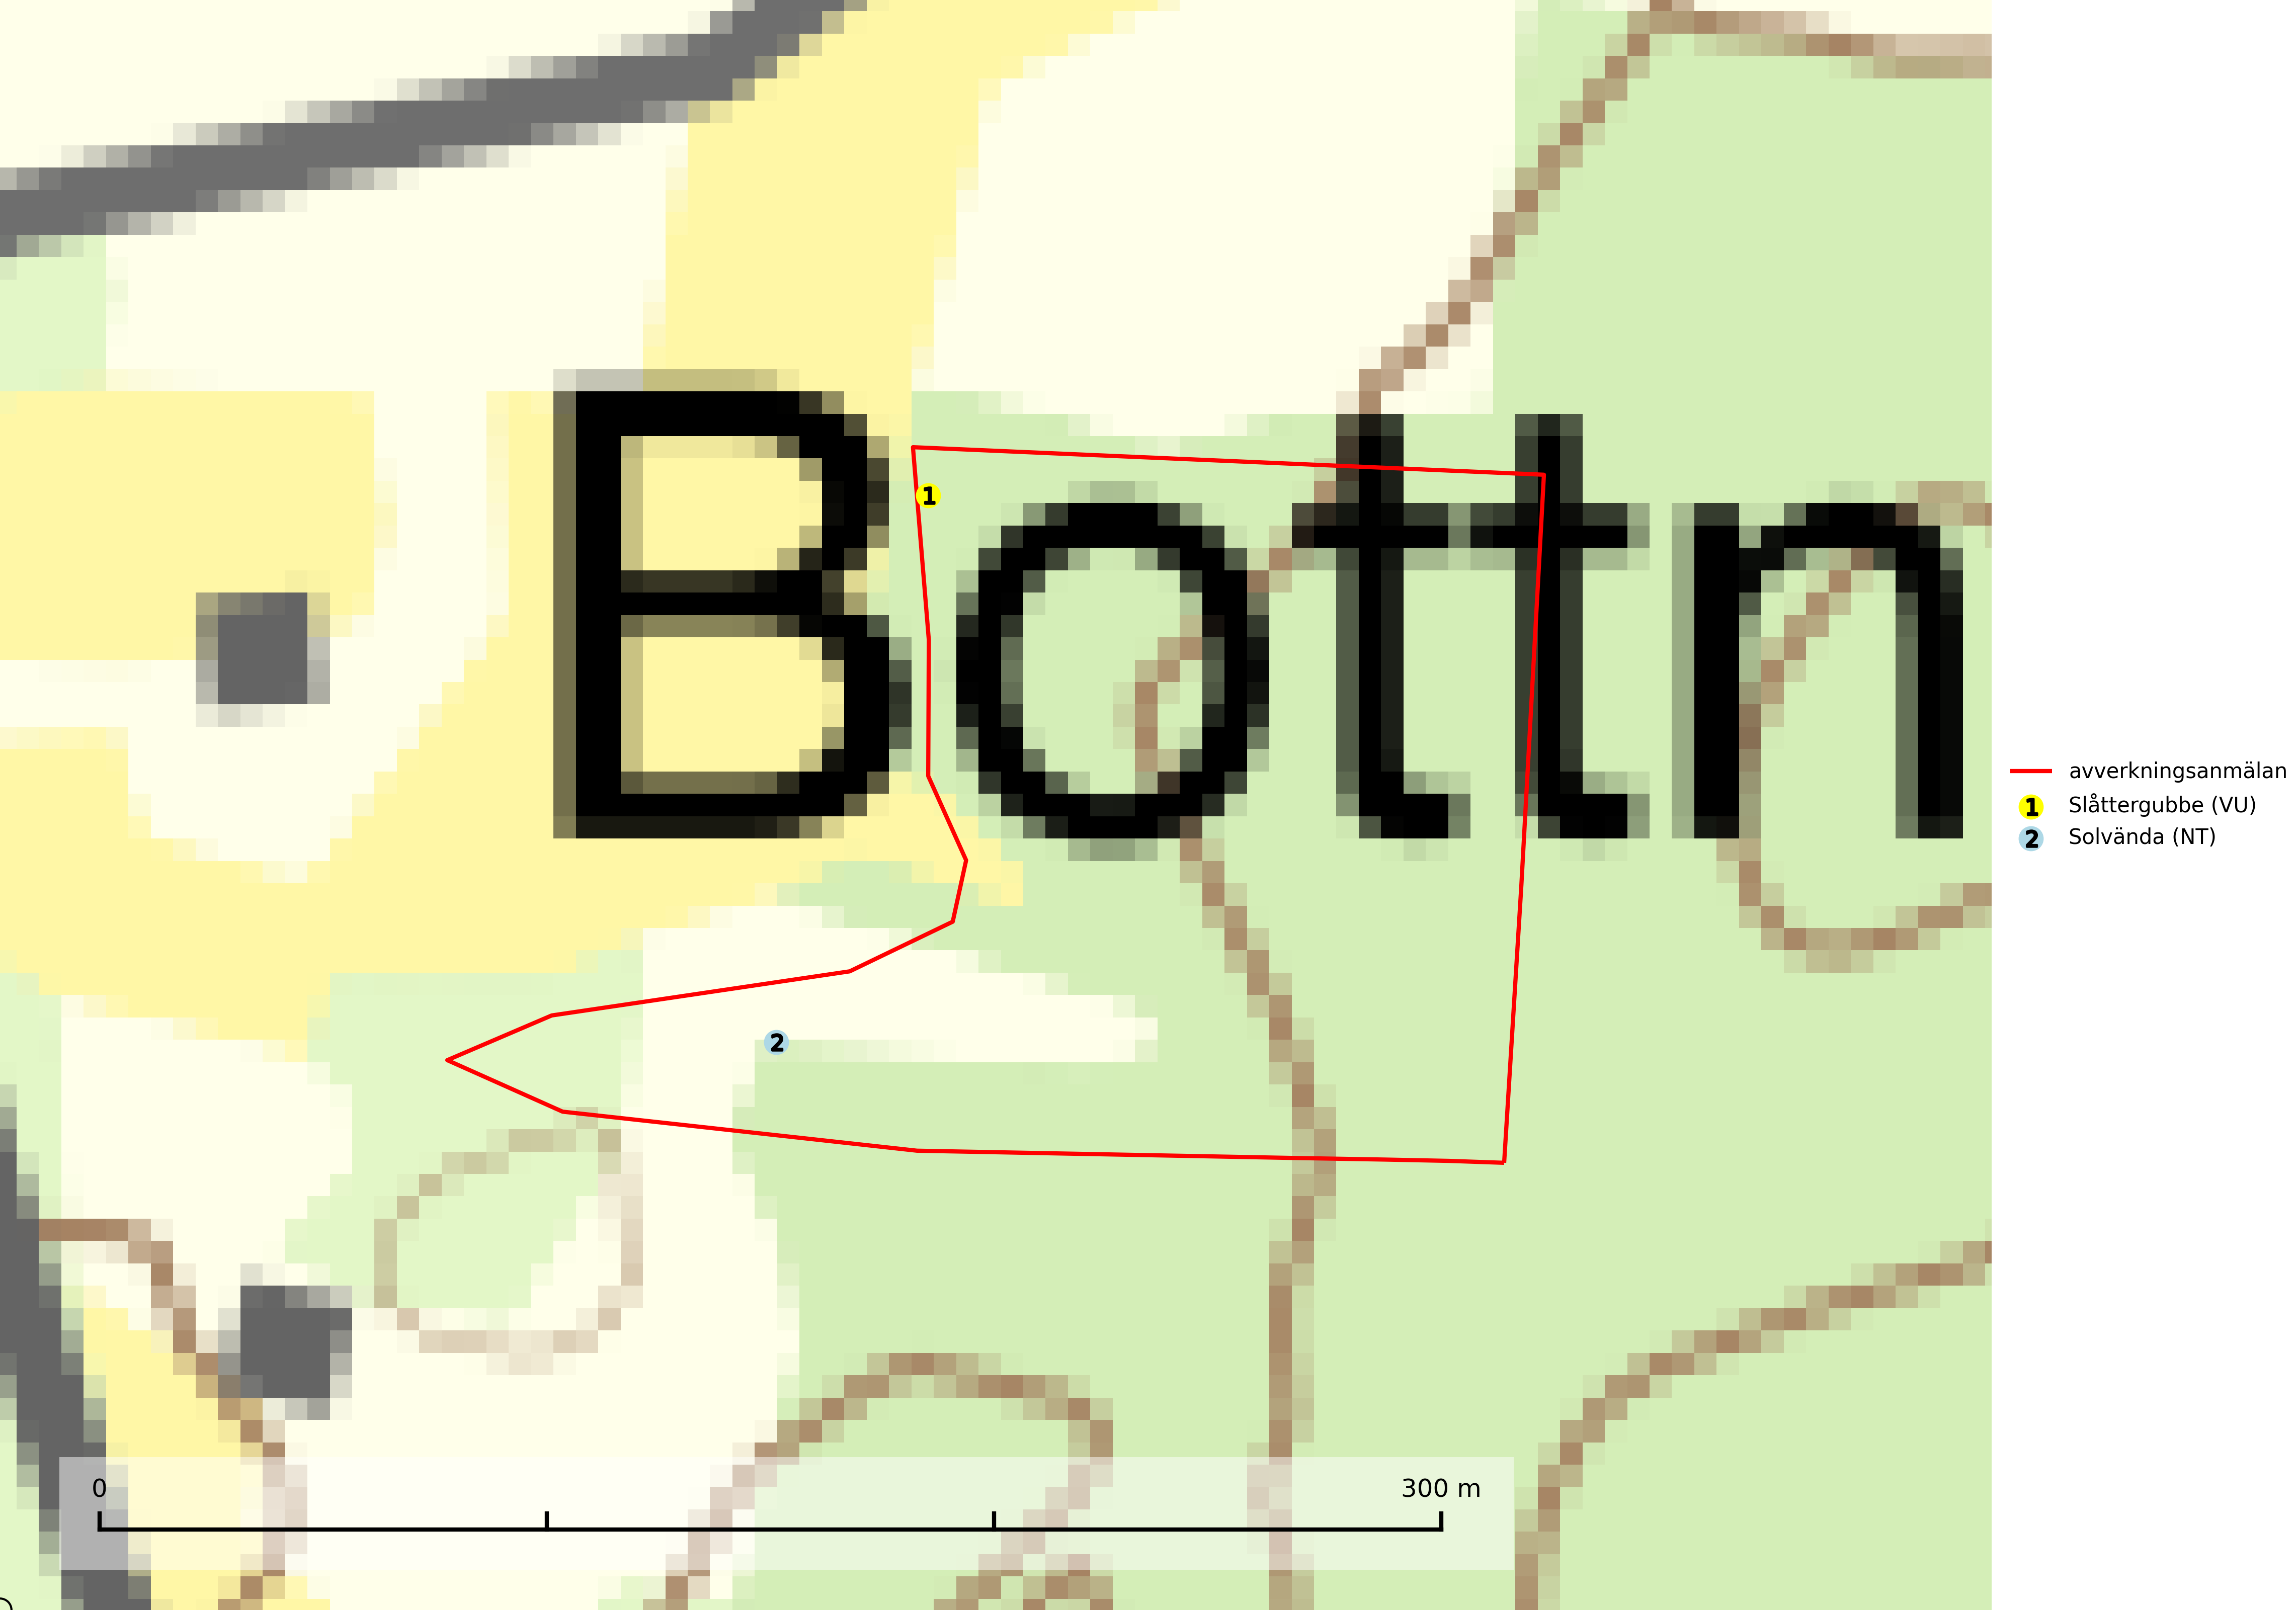 Bottn
1
2
avverkningsanmälan
1 Slåttergubbe (VU)
2 Solvända (NT)
0 300 m